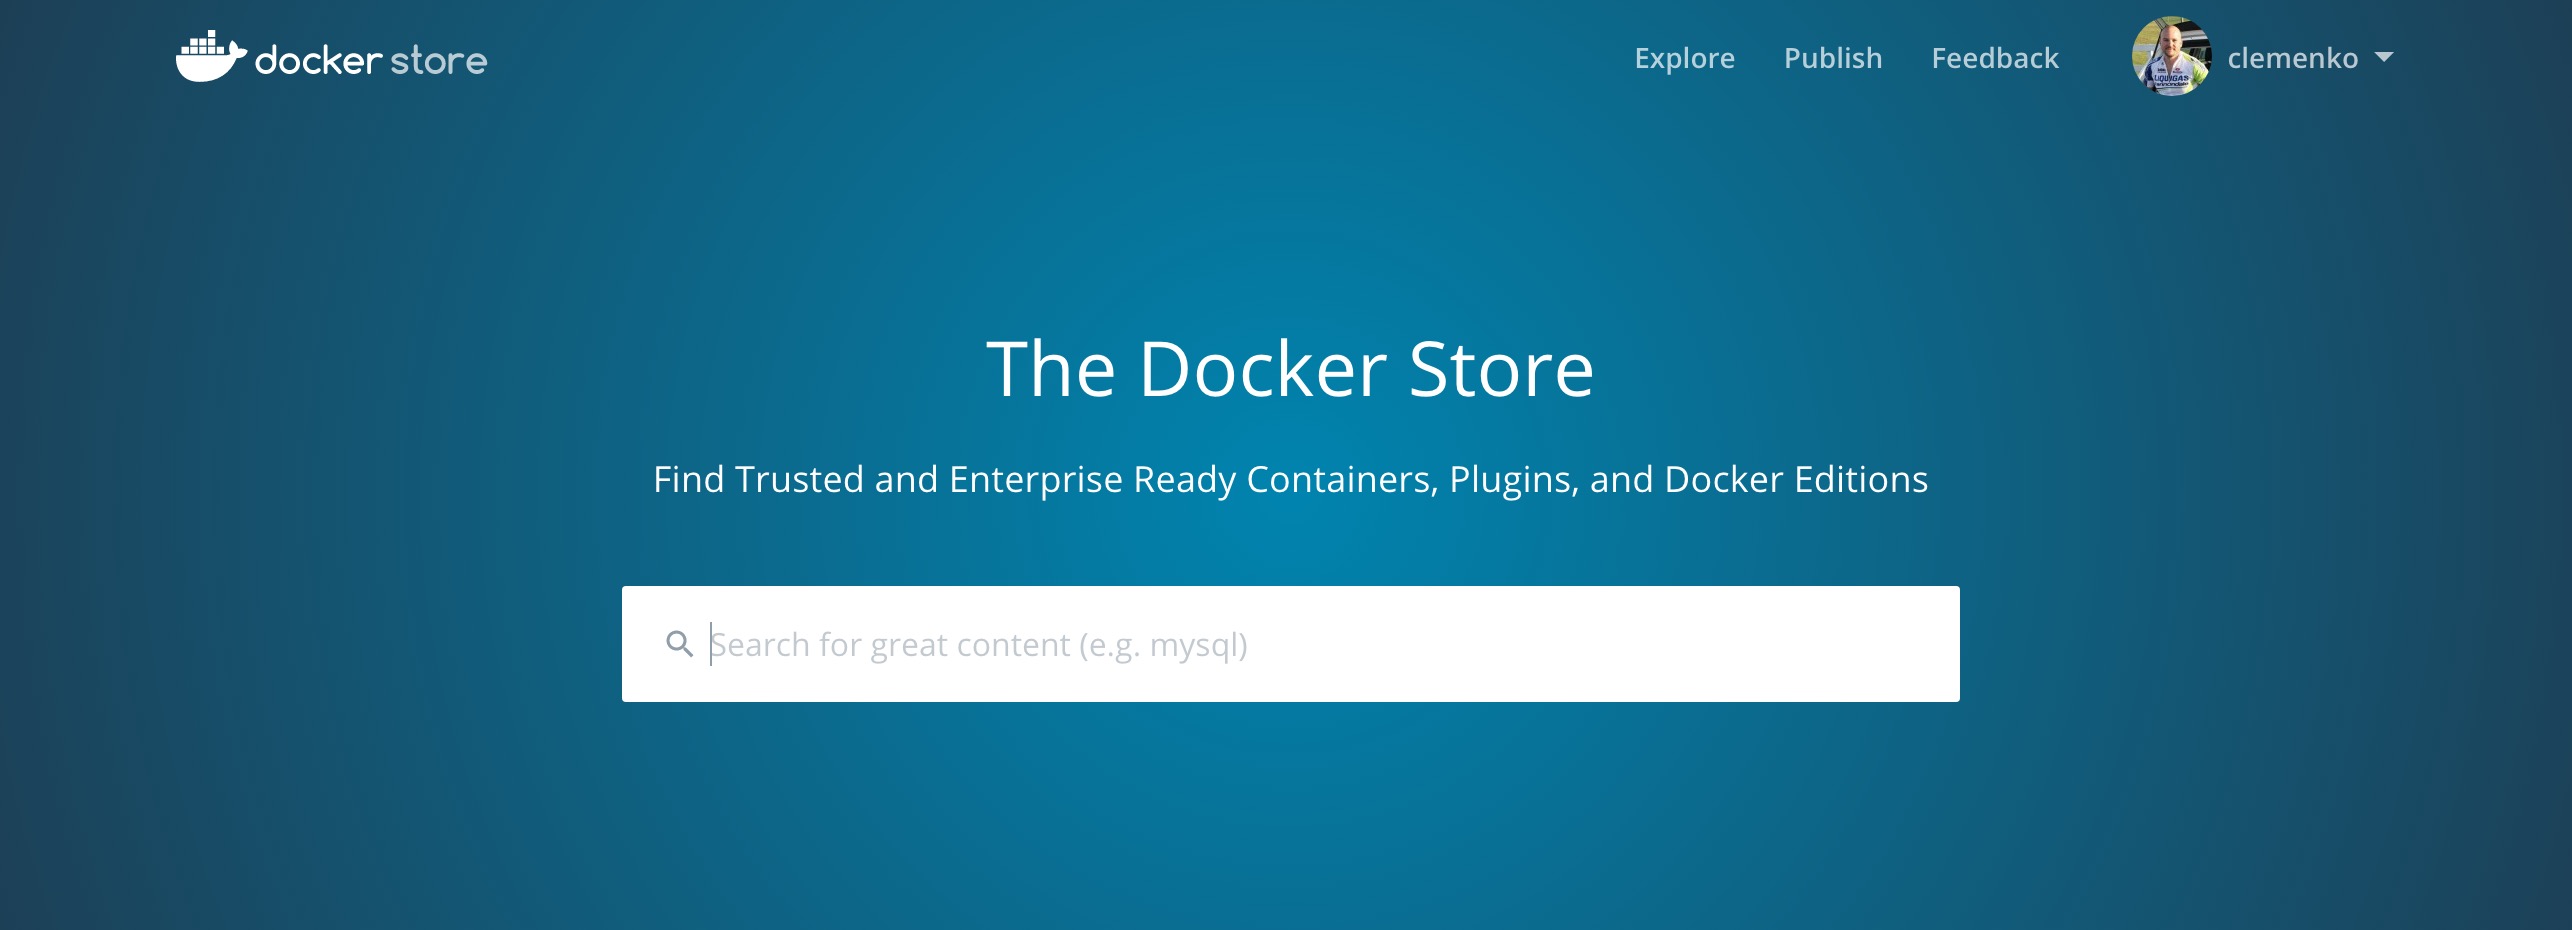 docker store
Explore Publish Feedback clemenko
LIQUIGAS
The Docker Store
Find Trusted and Enterprise Ready Containers, Plugins, and Docker Editions
Search for great content (e.g. mysql)